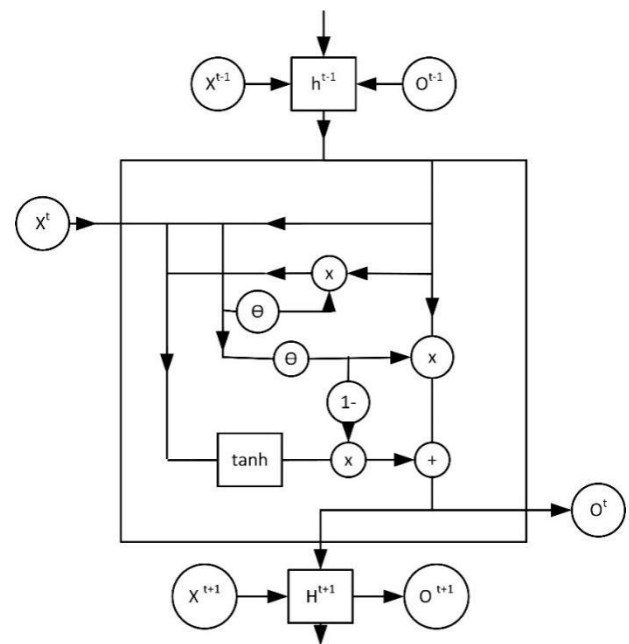 X^t-1 h^t-1 O^t-1
X^t
x
Θ
Θ x
1-
tanh x +
O^t
X^t+1 H^t+1 O^t+1